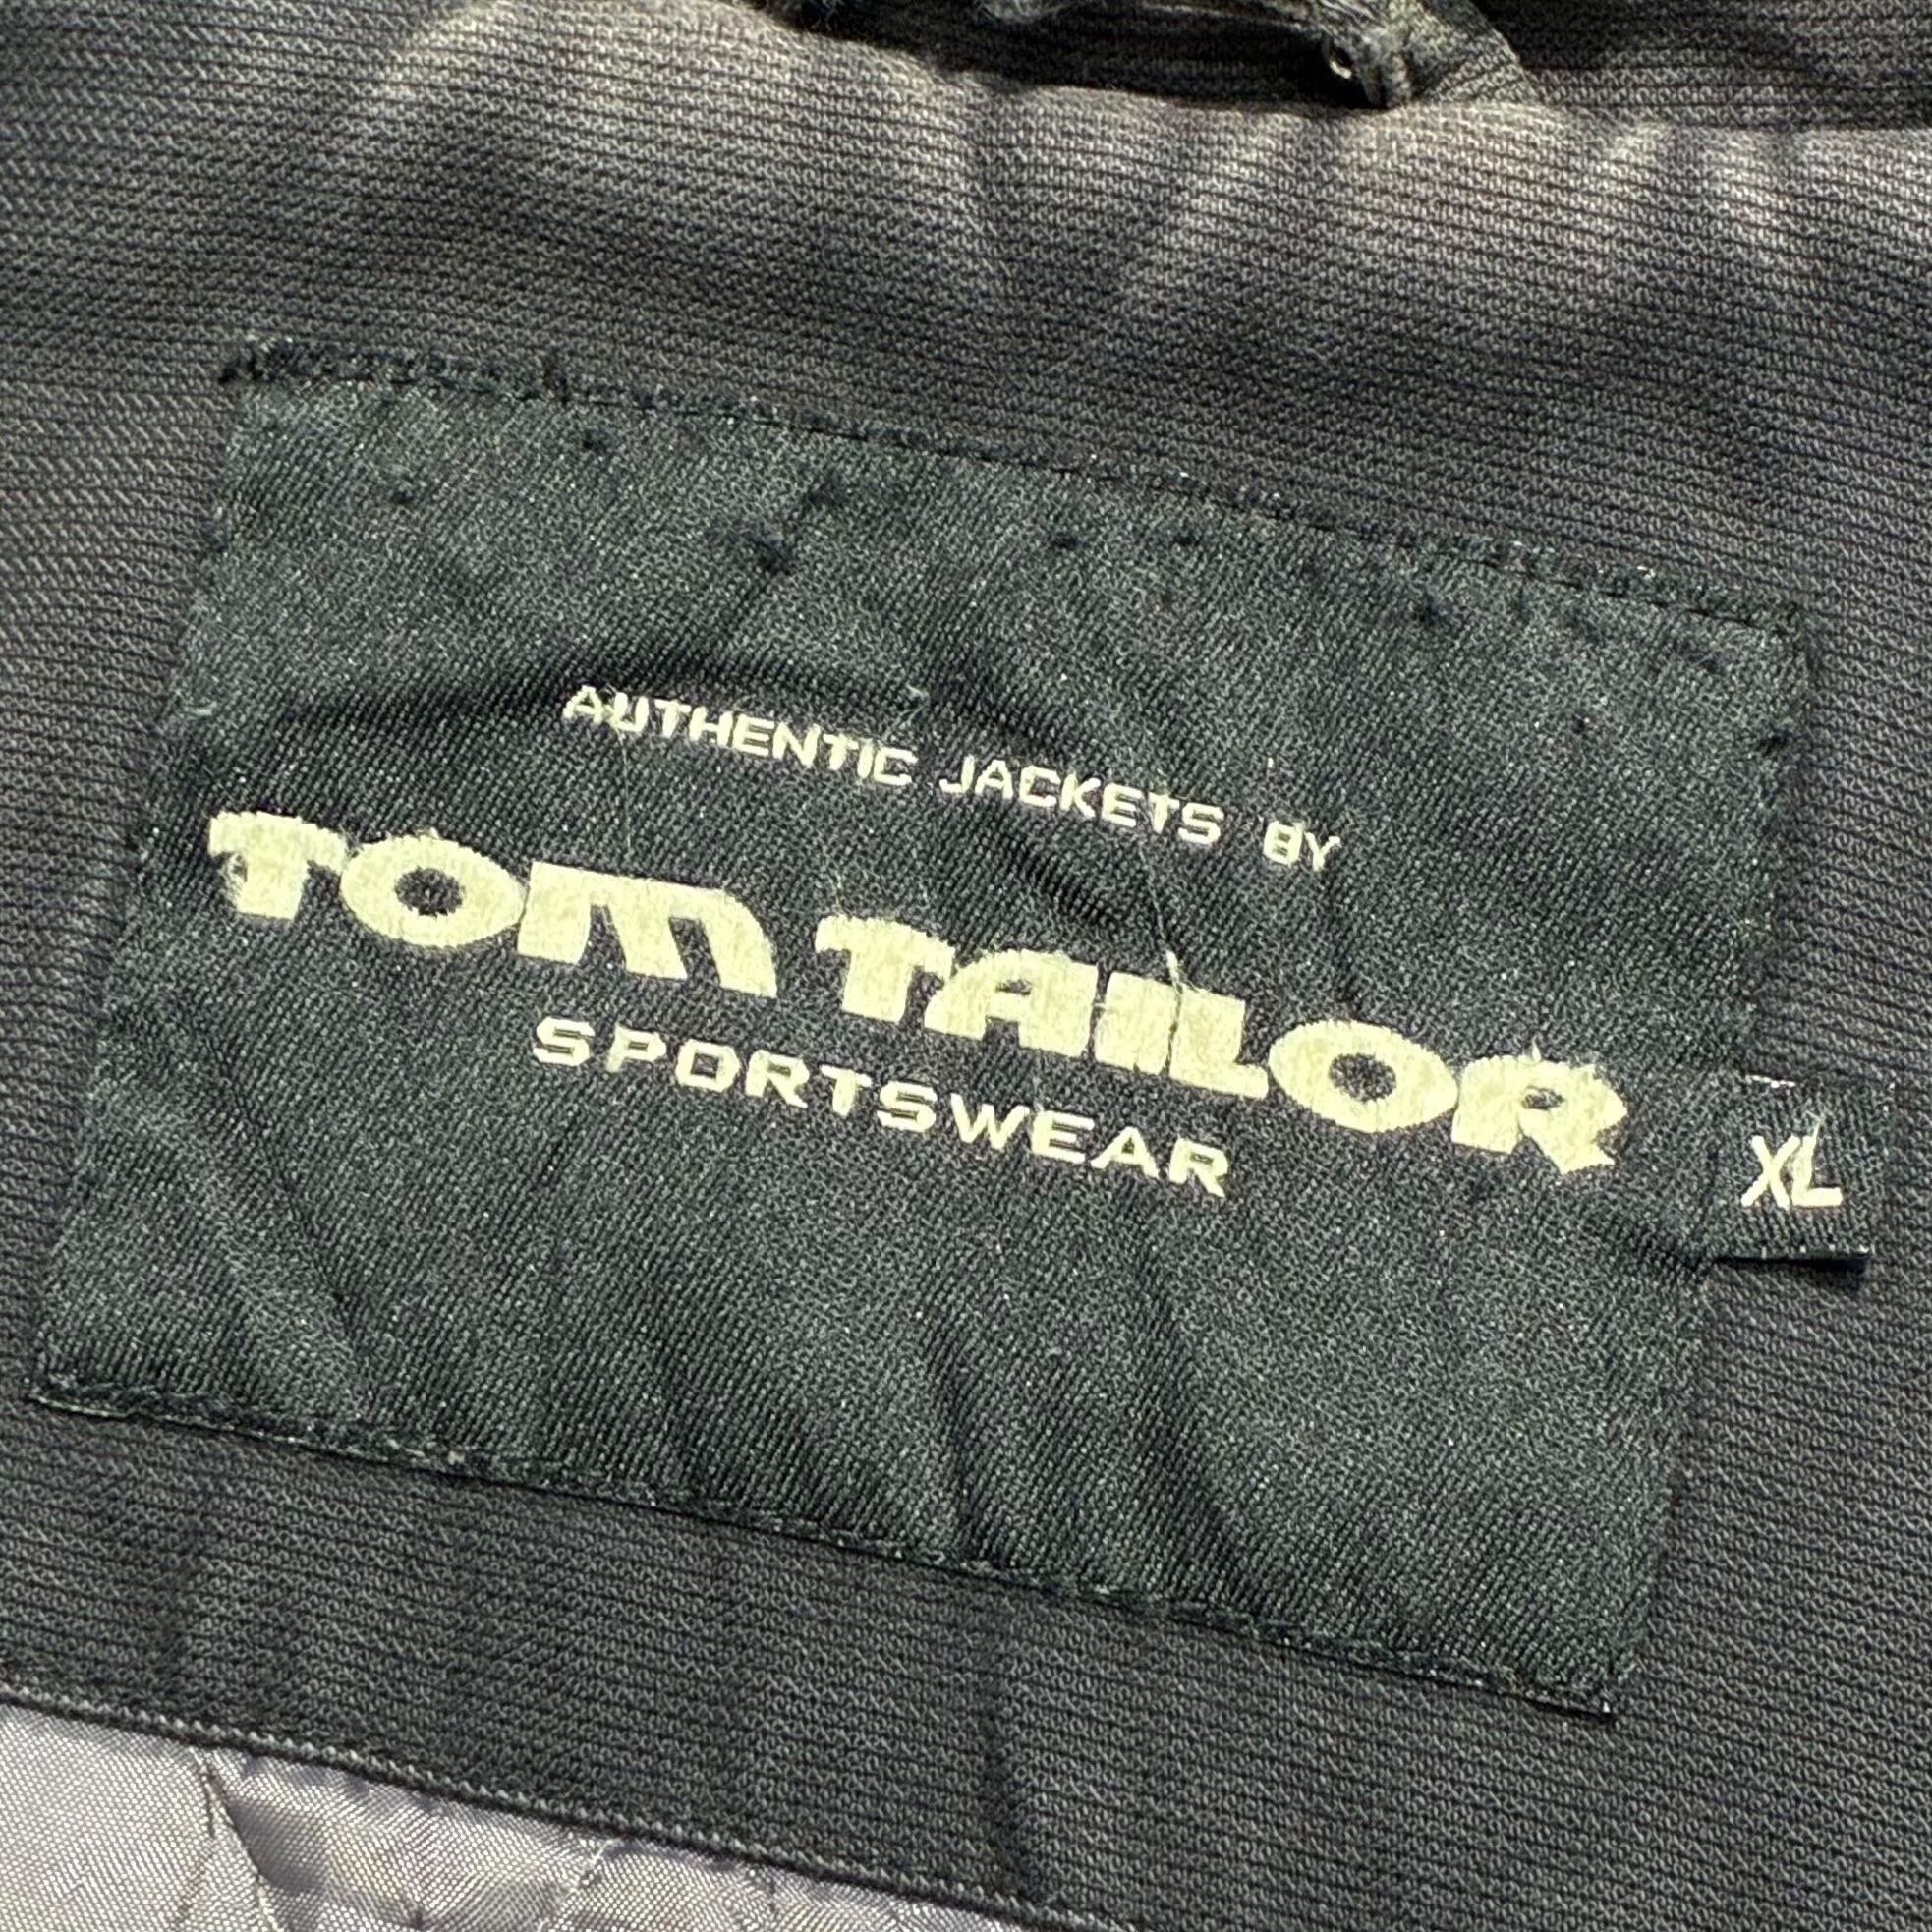 AUTHENTIC JACKETS BY
TOM TAILOR
SPORTSWEAR
XL